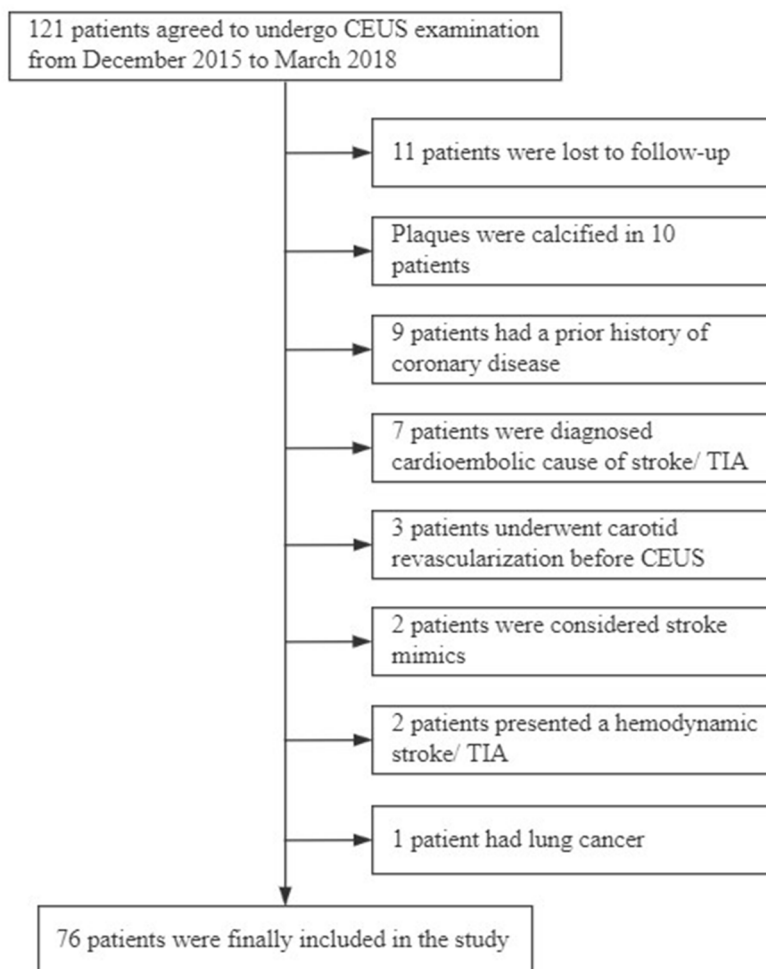 121 patients agreed to undergo CEUS examination
from December 2015 to March 2018
11 patients were lost to follow-up
Plaques were calcified in 10
patients
9 patients had a prior history of
coronary disease
7 patients were diagnosed
cardioembolic cause of stroke/ TIA
3 patients underwent carotid
revascularization before CEUS
2 patients were considered stroke
mimics
2 patients presented a hemodynamic
stroke/ TIA
1 patient had lung cancer
76 patients were finally included in the study